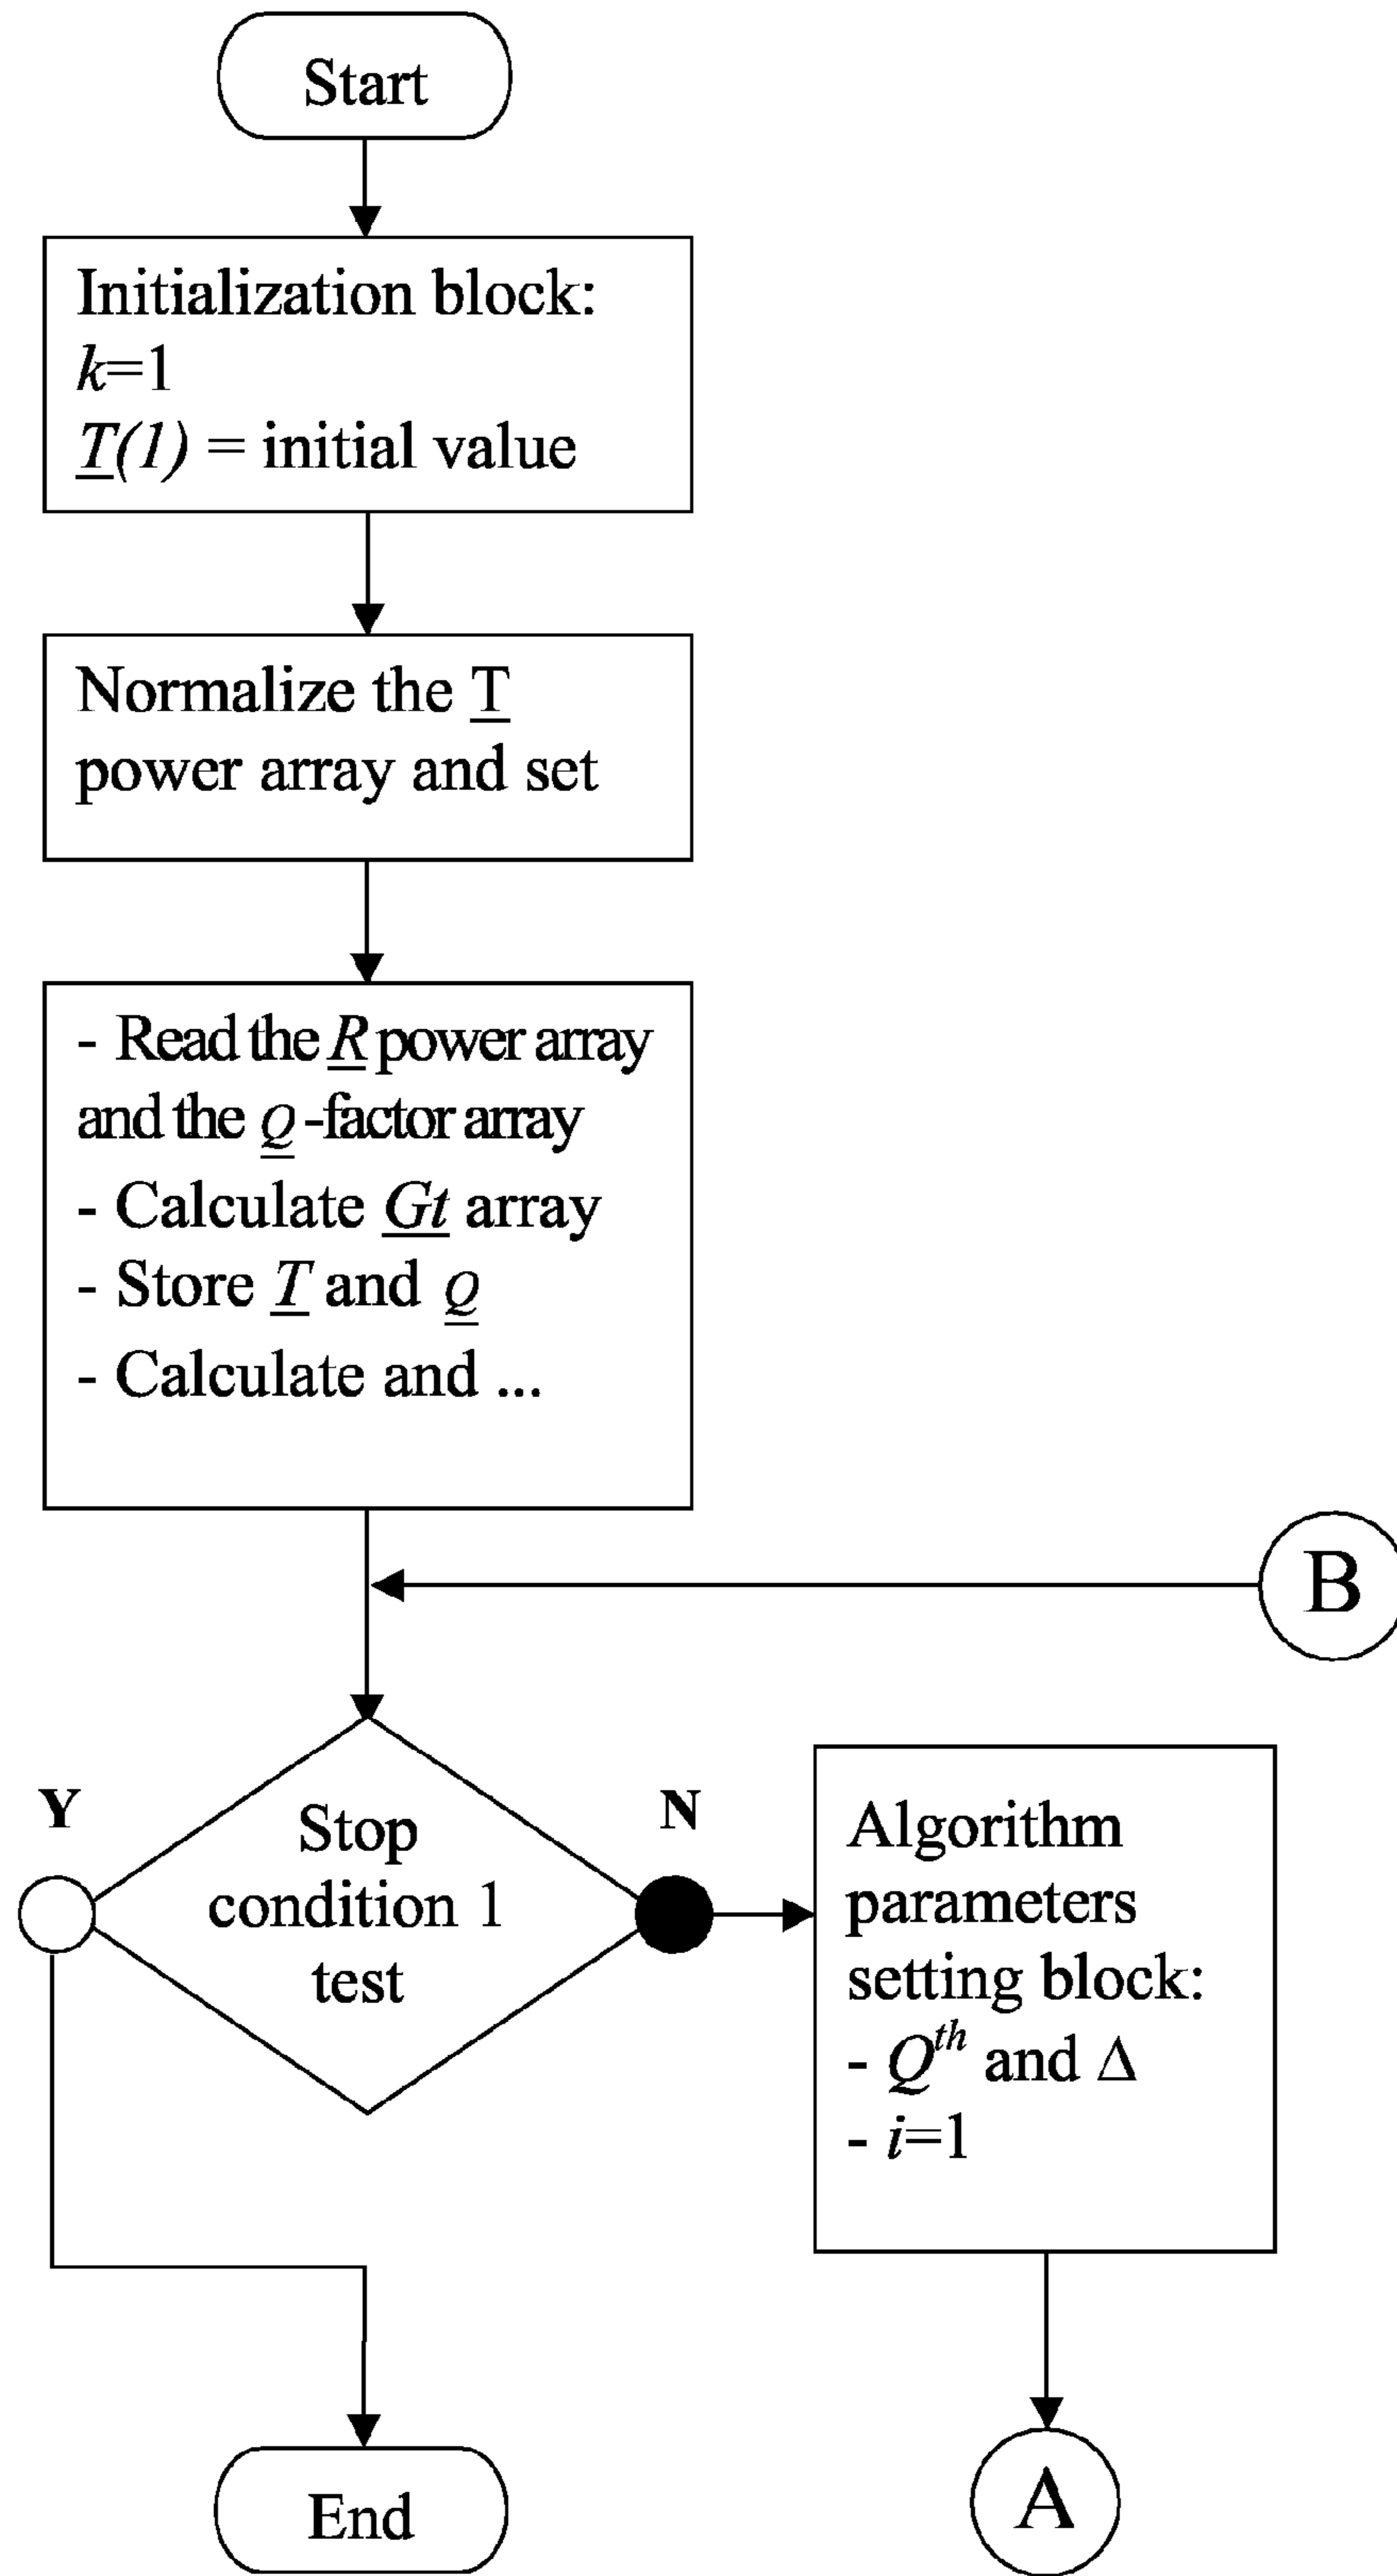 Start
Initialization block:
k=1
T(1) = initial value
Normalize the T
power array and set
- Read the R power array
and the Q -factor array
- Calculate Gt array
- Store T and Q
- Calculate and ...
B
Y
N
Stop
condition 1
test
Algorithm
parameters
setting block:
- Q^th and Δ
- i=1
End
A